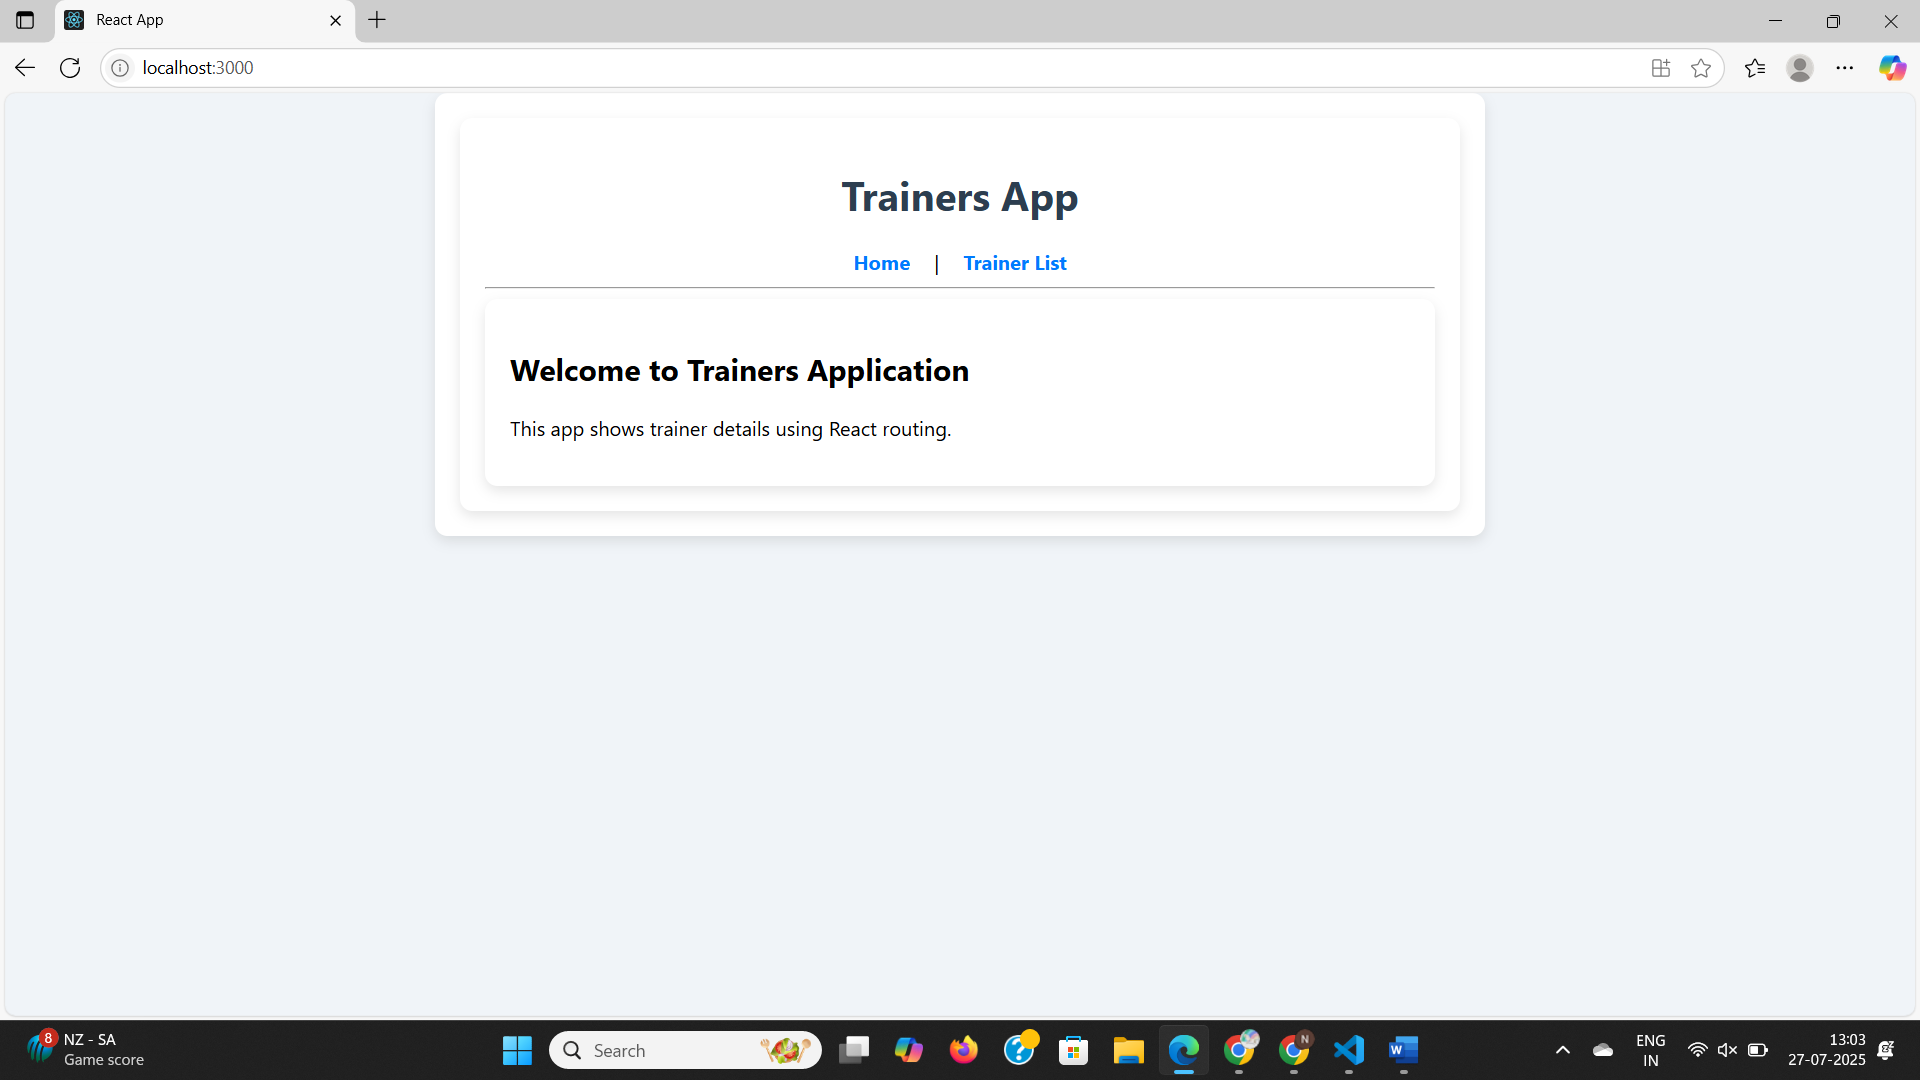 React App
localhost:3000
Trainers App
Home | Trainer List
Welcome to Trainers Application
This app shows trainer details using React routing.
8
NZ - SA
Game score
Search
N
W
ENG
IN
13:03
27-07-2025